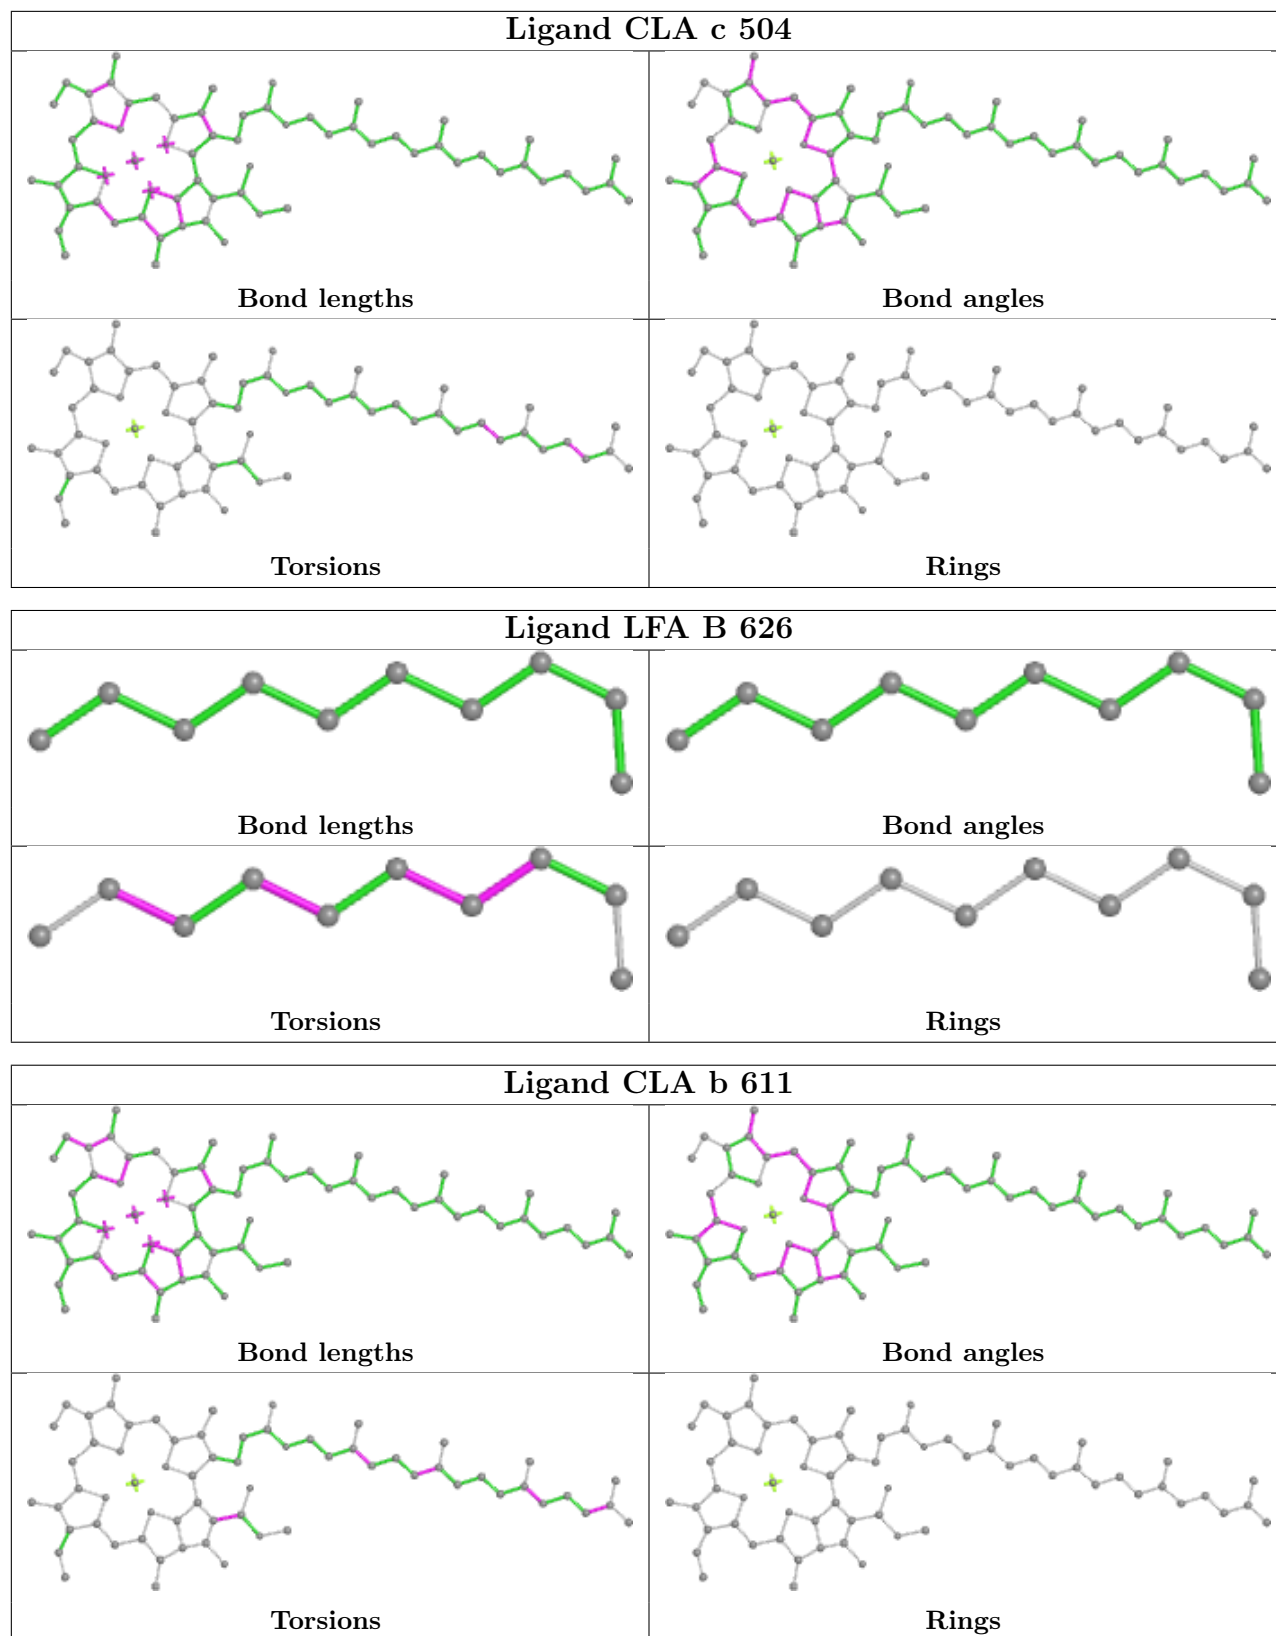 Ligand CLA c 504
Bond lengths
Bond angles
Torsions
Rings
Ligand LFA B 626
Bond lengths
Bond angles
Torsions
Rings
Ligand CLA b 611
Bond lengths
Bond angles
Torsions
Rings